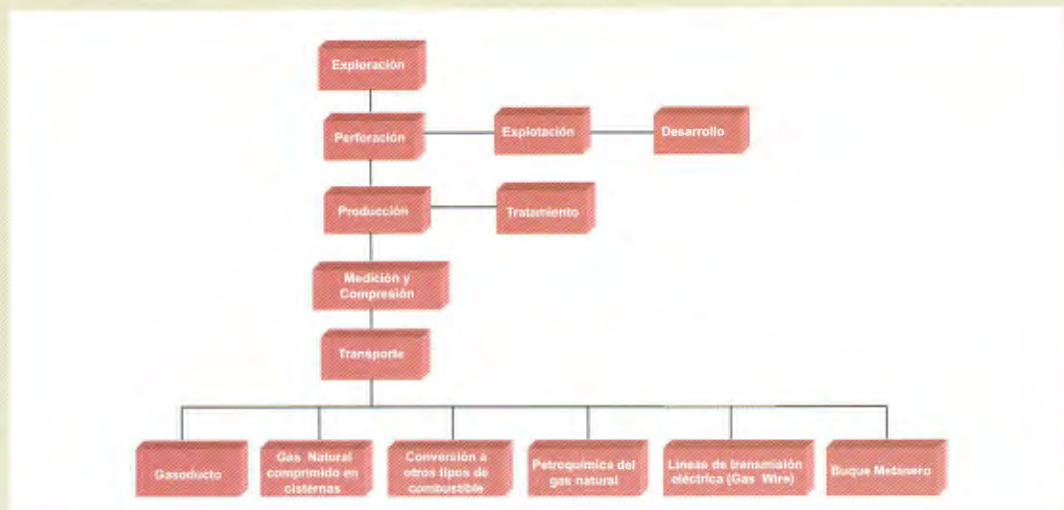 Exploración
Perforación
Explotación
Desarrollo
Producción
Tratamiento
Medición y
Compresión
Transporte
Gasoducto
Gas Natural
comprimido en
cisternas
Conversión a
otros tipos de
combustible
Petroquímica del
gas natural
Líneas de transmisión
eléctrica (Gas Wire)
Buque Metanero